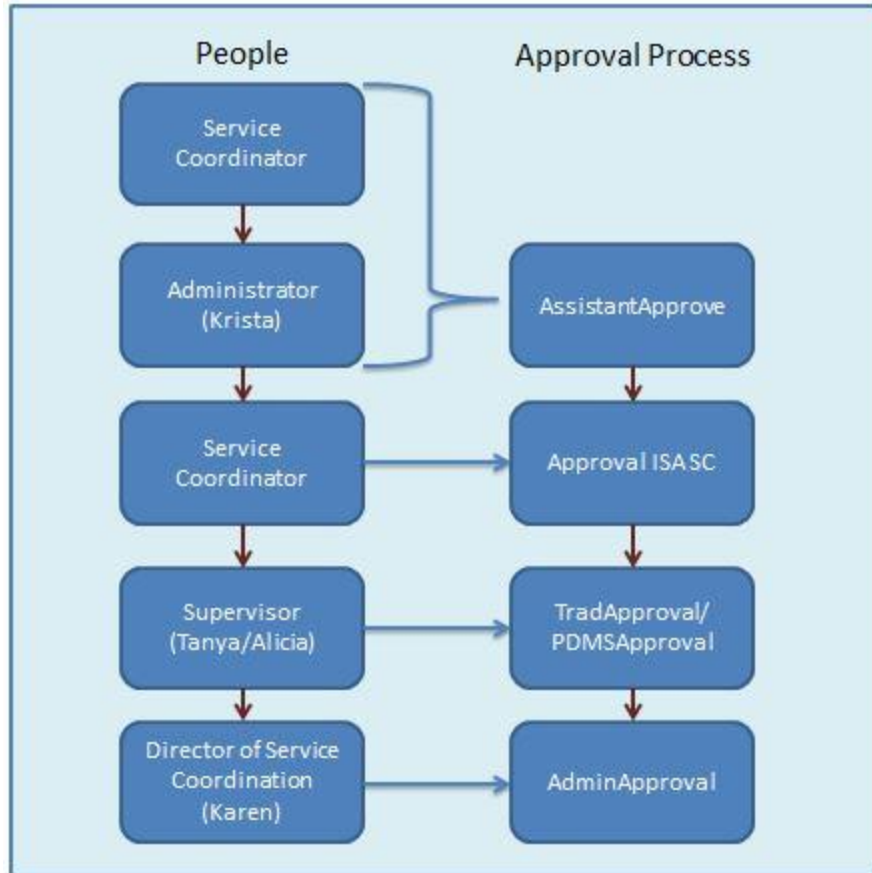 People
Approval Process
Service
Coordinator
Administrator
(Krista)
AssistantApprove
Service
Coordinator
Approval ISASC
Supervisor
(Tanya/Alicia)
TradApproval/
PDMSApproval
Director of Service
Coordination
(Karen)
AdminApproval